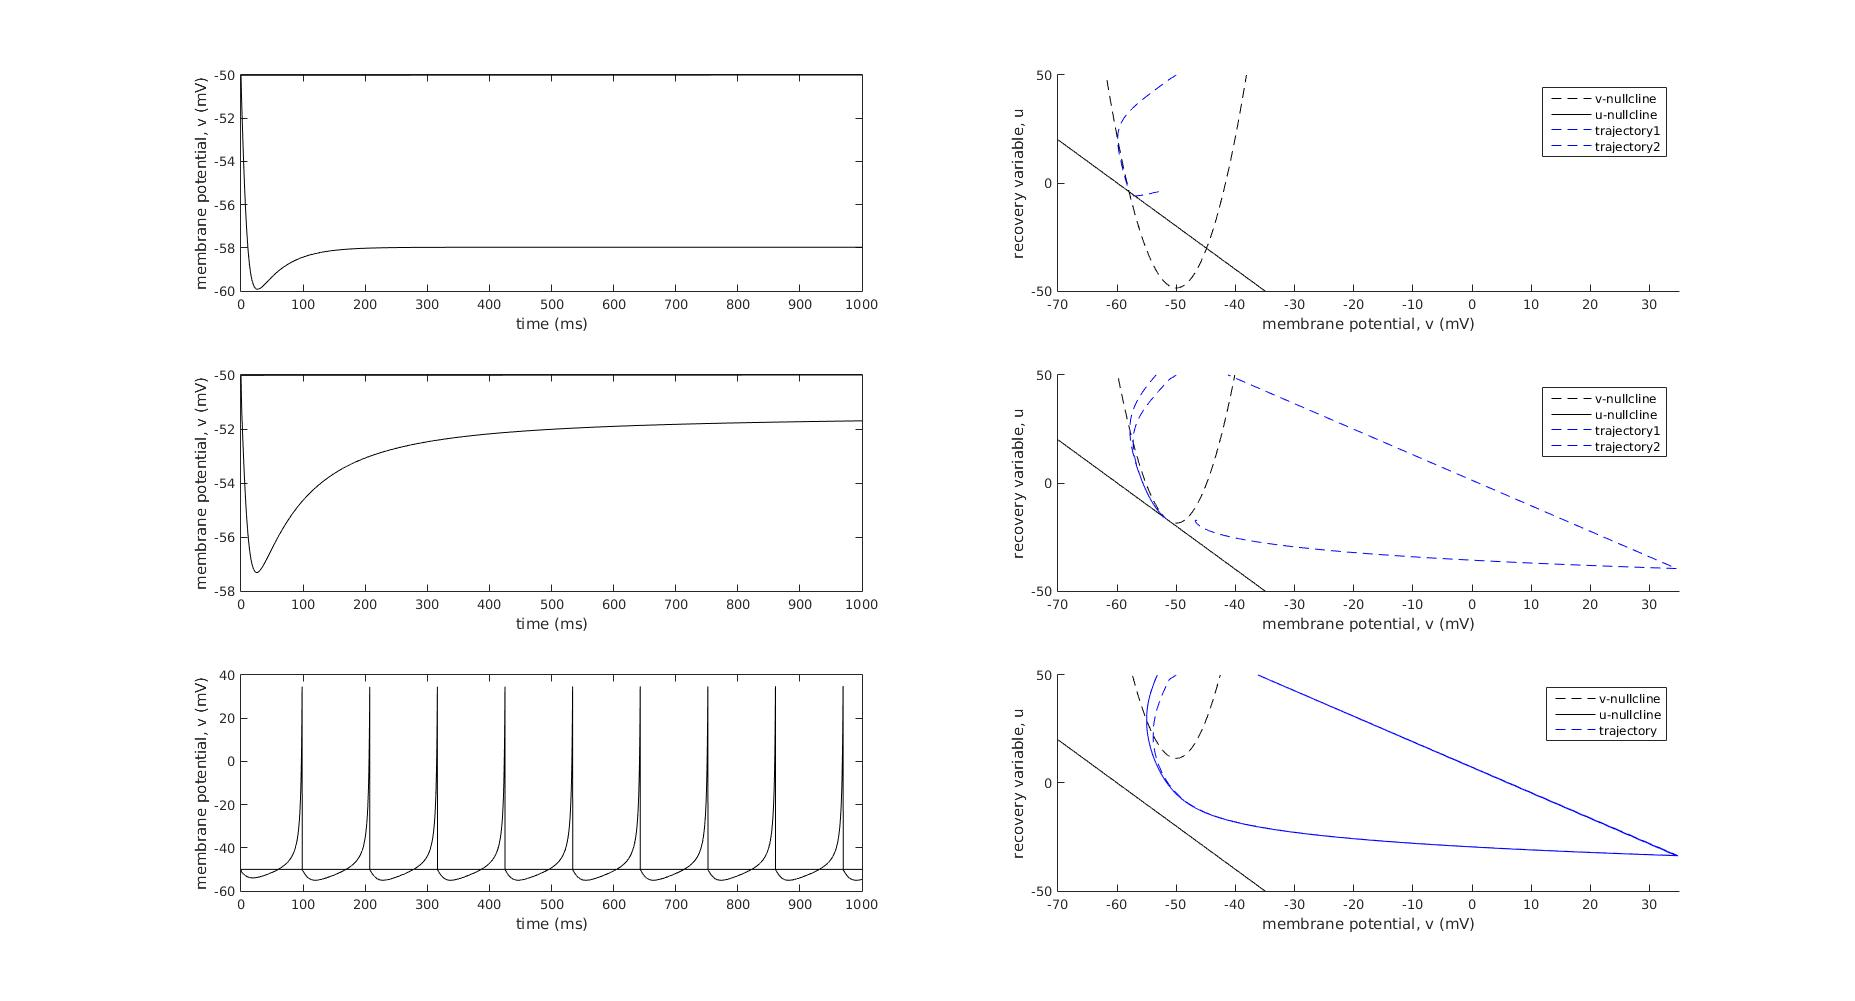 -50
-52
-54
-56
-58
-60
0 100 200 300 400 500 600 700 800 900 1000
time (ms)
membrane potential, v (mV)
50
0
-50
-70 -60 -50 -40 -30 -20 -10 0 10 20 30
membrane potential, v (mV)
recovery variable, u
v-nullcline
u-nullcline
trajectory1
trajectory2
-50
-52
-54
-56
-58
0 100 200 300 400 500 600 700 800 900 1000
time (ms)
membrane potential, v (mV)
50
0
-50
-70 -60 -50 -40 -30 -20 -10 0 10 20 30
membrane potential, v (mV)
recovery variable, u
v-nullcline
u-nullcline
trajectory1
trajectory2
40
20
0
-20
-40
-60
0 100 200 300 400 500 600 700 800 900 1000
time (ms)
membrane potential, v (mV)
50
0
-50
-70 -60 -50 -40 -30 -20 -10 0 10 20 30
membrane potential, v (mV)
recovery variable, u
v-nullcline
u-nullcline
trajectory